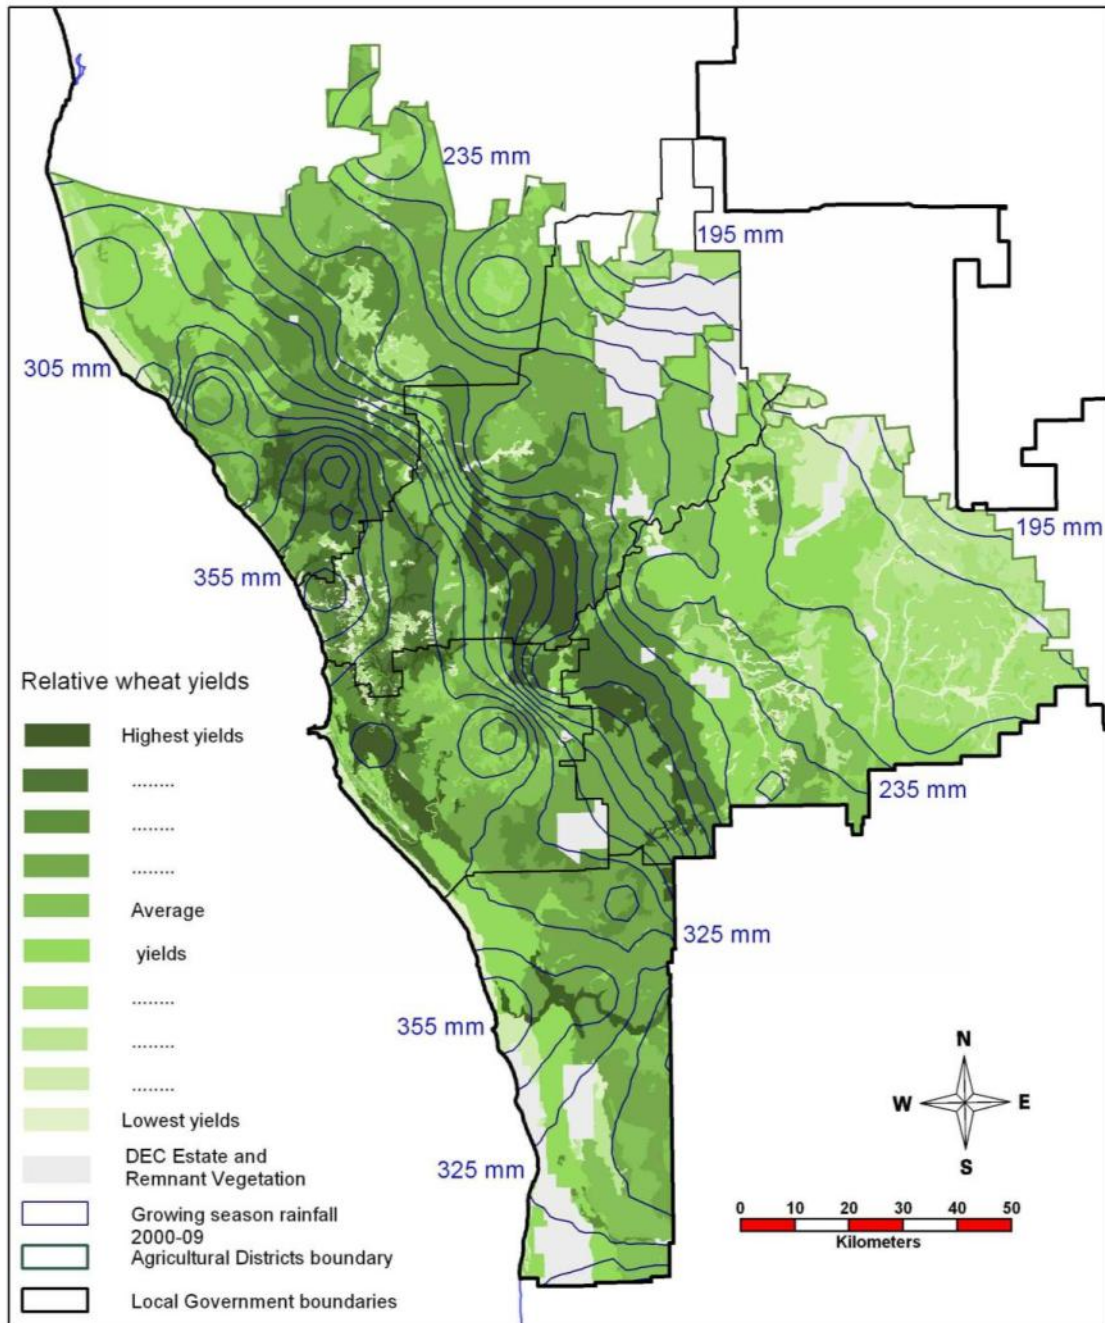 235 mm
195 mm
305 mm
195 mm
355 mm
Relative wheat yields
Highest yields
........
........
........
Average
yields
........
........
........
Lowest yields
DEC Estate and
Remnant Vegetation
Growing season rainfall
2000-09
Agricultural Districts boundary
Local Government boundaries
235 mm
325 mm
355 mm
325 mm
N
W E
S
0 10 20 30 40 50
Kilometers